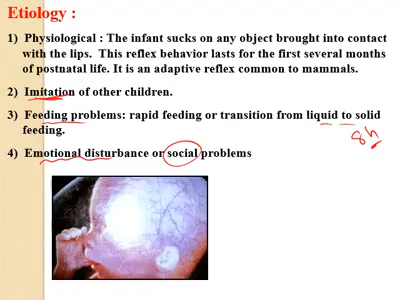 Etiology :
1) Physiological : The infant sucks on any object brought into contact
with the lips. This reflex behavior lasts for the first several months
of postnatal life. It is an adaptive reflex common to mammals.
2) Imitation of other children.
3) Feeding problems: rapid feeding or transition from liquid to solid
feeding.
4) Emotional disturbance or social problems